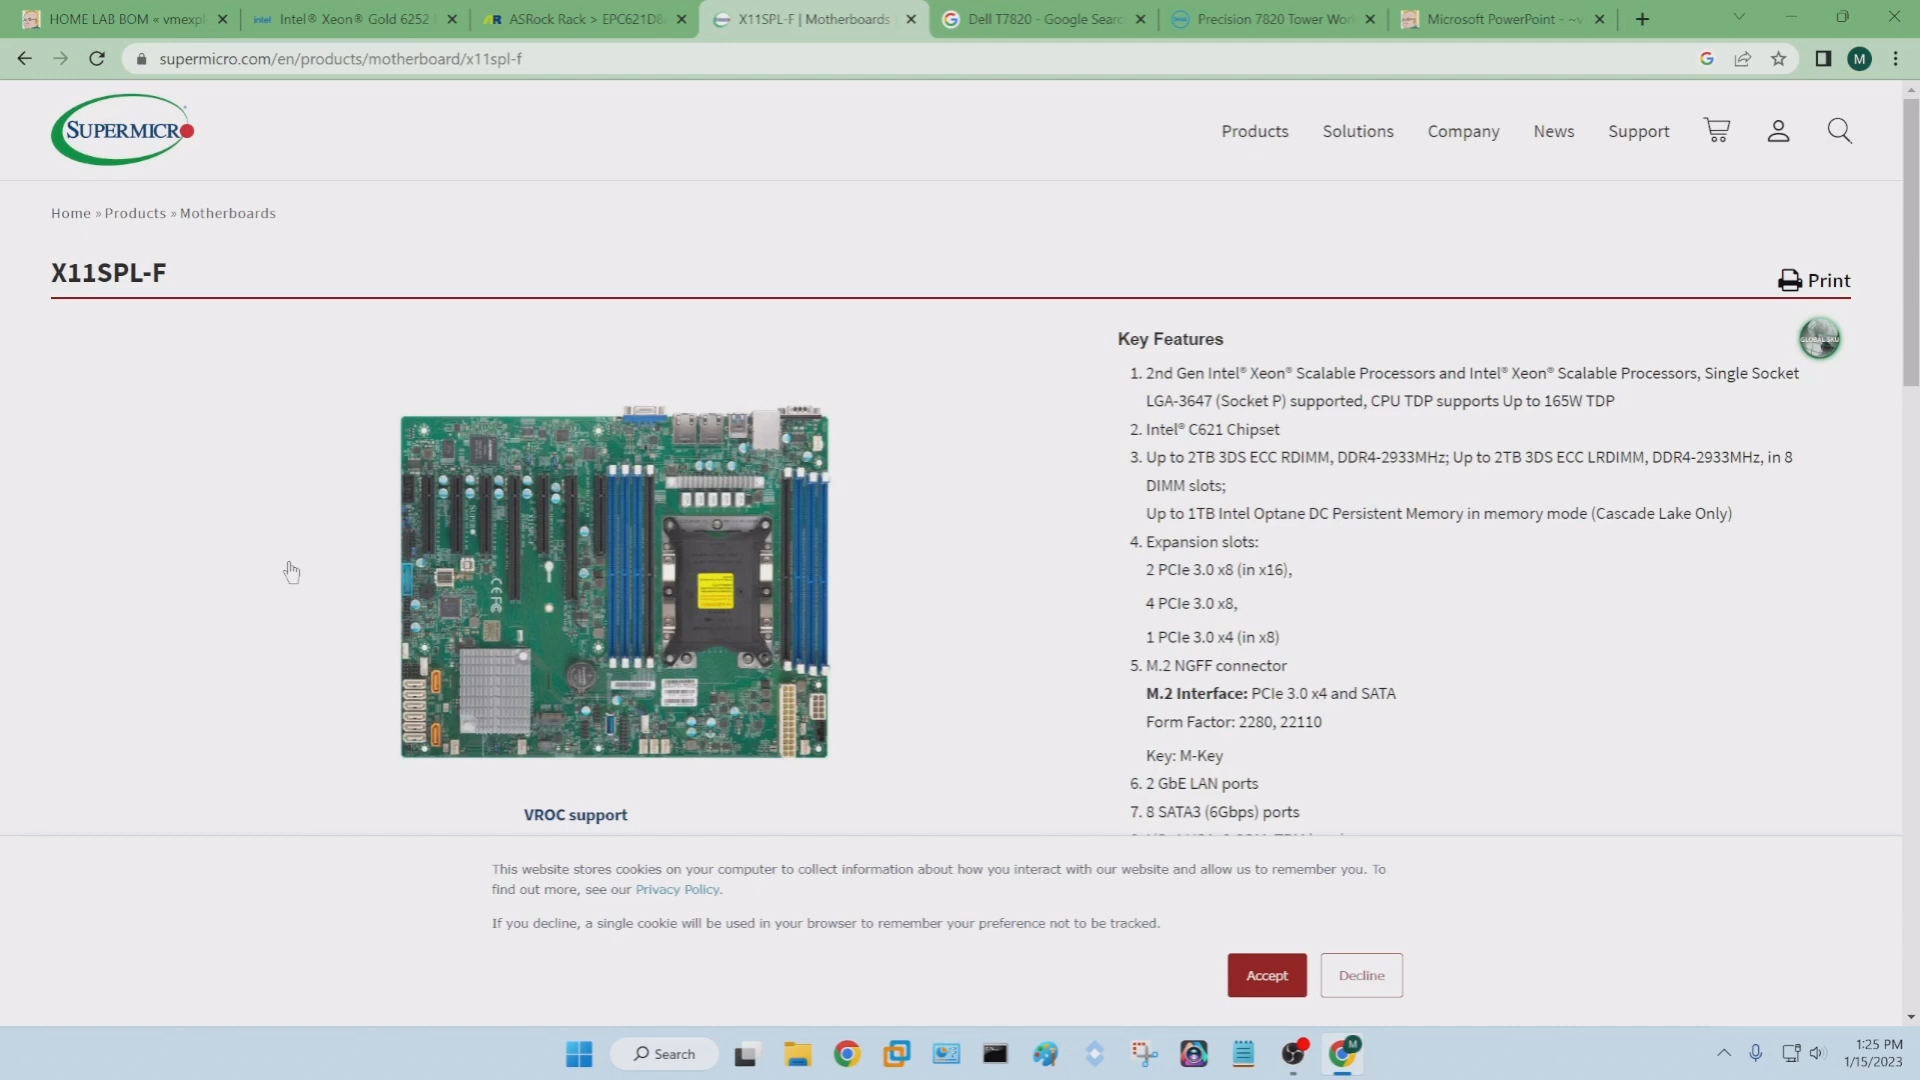 HOME LAB BOM « vmexpl
Intel® Xeon® Gold 6252
ASRock Rack > EPC621D8
X11SPL-F | Motherboards
Dell T7820 - Google Searc
Precision 7820 Tower Wor
Microsoft PowerPoint - ~v
supermicro.com/en/products/motherboard/x11spl-f
M
SUPERMICR
Products
Solutions
Company
News
Support
Home » Products » Motherboards
X11SPL-F
Print
GLOBAL SKU
Key Features
1. 2nd Gen Intel® Xeon® Scalable Processors and Intel® Xeon® Scalable Processors, Single Socket
LGA-3647 (Socket P) supported, CPU TDP supports Up to 165W TDP
2. Intel® C621 Chipset
3. Up to 2TB 3DS ECC RDIMM, DDR4-2933MHz; Up to 2TB 3DS ECC LRDIMM, DDR4-2933MHz, in 8
DIMM slots;
Up to 1TB Intel Optane DC Persistent Memory in memory mode (Cascade Lake Only)
4. Expansion slots:
2 PCIe 3.0 x8 (in x16),
4 PCIe 3.0 x8,
1 PCIe 3.0 x4 (in x8)
5. M.2 NGFF connector
M.2 Interface: PCIe 3.0 x4 and SATA
Form Factor: 2280, 22110
Key: M-Key
6. 2 GbE LAN ports
7. 8 SATA3 (6Gbps) ports
VROC support
This website stores cookies on your computer to collect information about how you interact with our website and allow us to remember you. To
find out more, see our Privacy Policy.
If you decline, a single cookie will be used in your browser to remember your preference not to be tracked.
Accept
Decline
Search
1:25 PM
1/15/2023